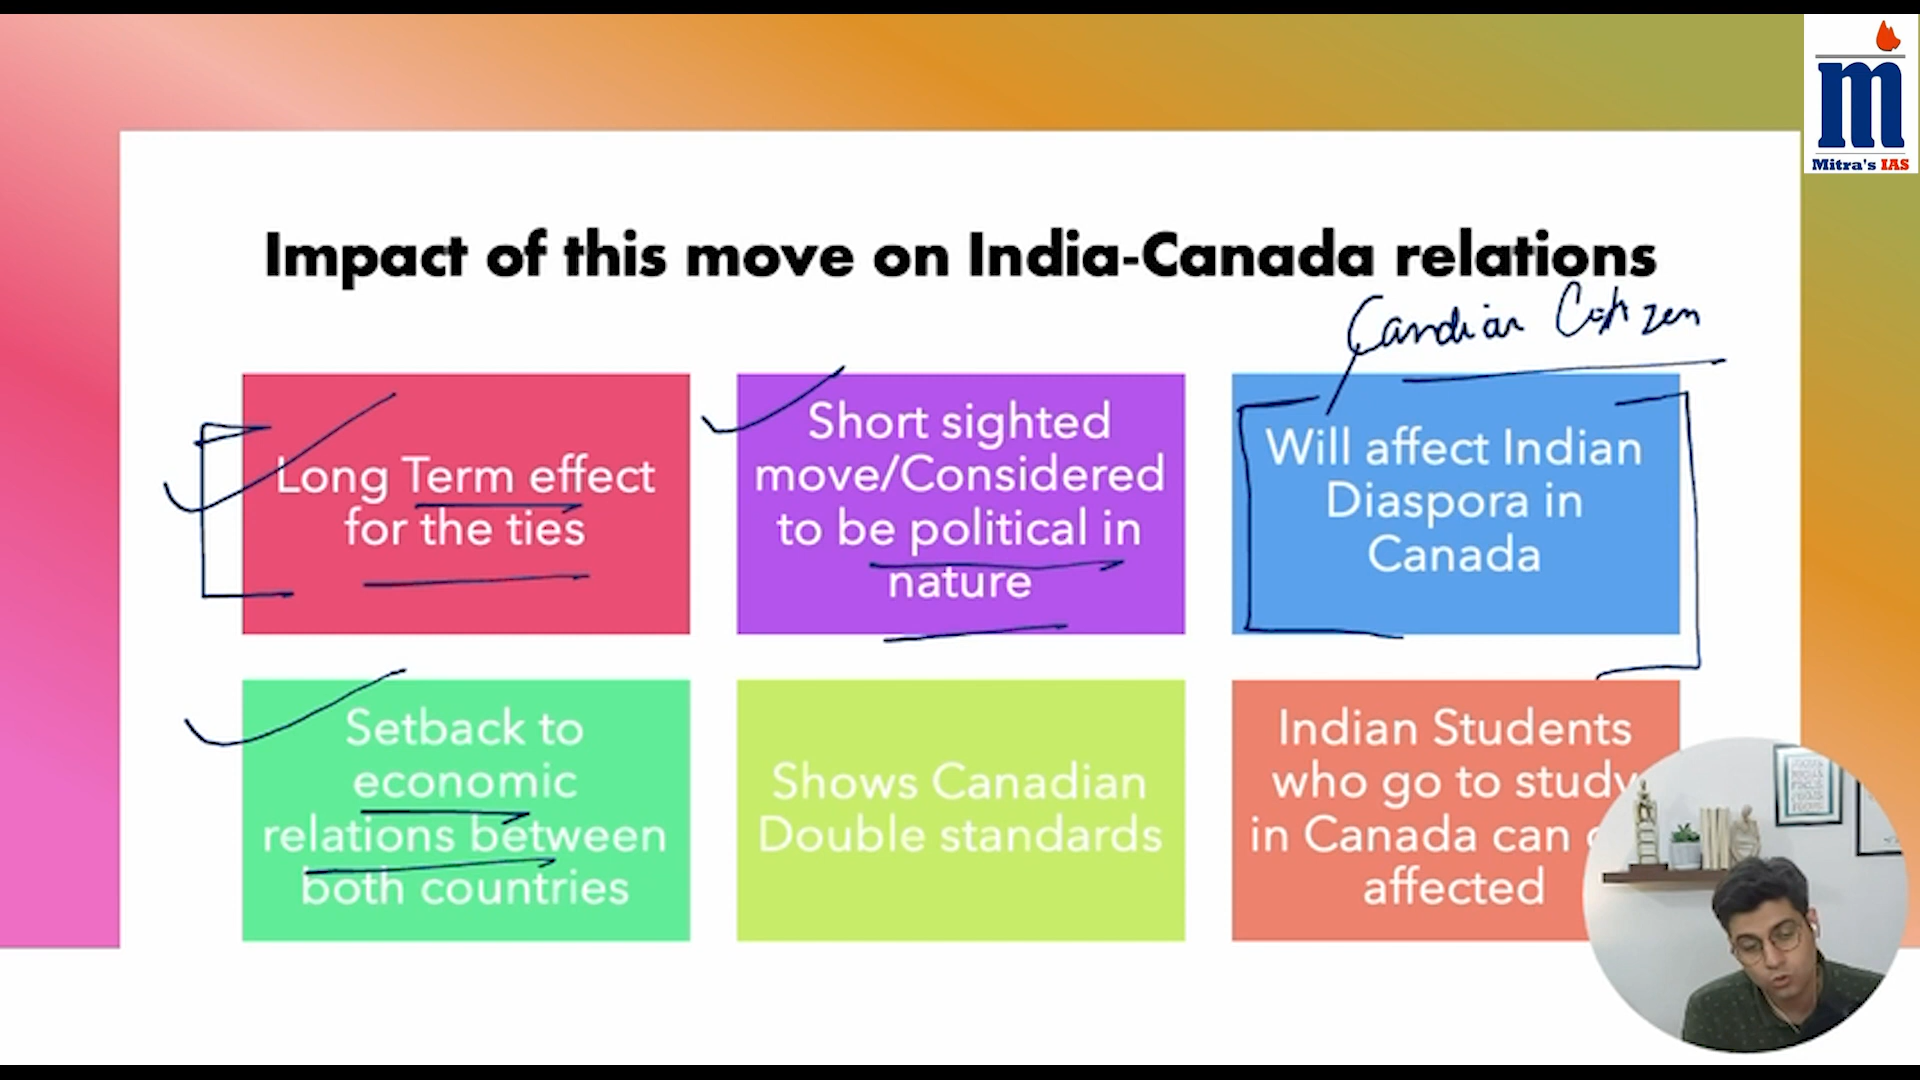 m
Mitra's IAS
Impact of this move on India-Canada relations
Candian Citizen
Long Term effect
for the ties
Short sighted
move/Considered
to be political in
nature
Will affect Indian
Diaspora in
Canada
Setback to
economic
relations between
both countries
Shows Canadian
Double standards
Indian Students
who go to study
in Canada can
affected